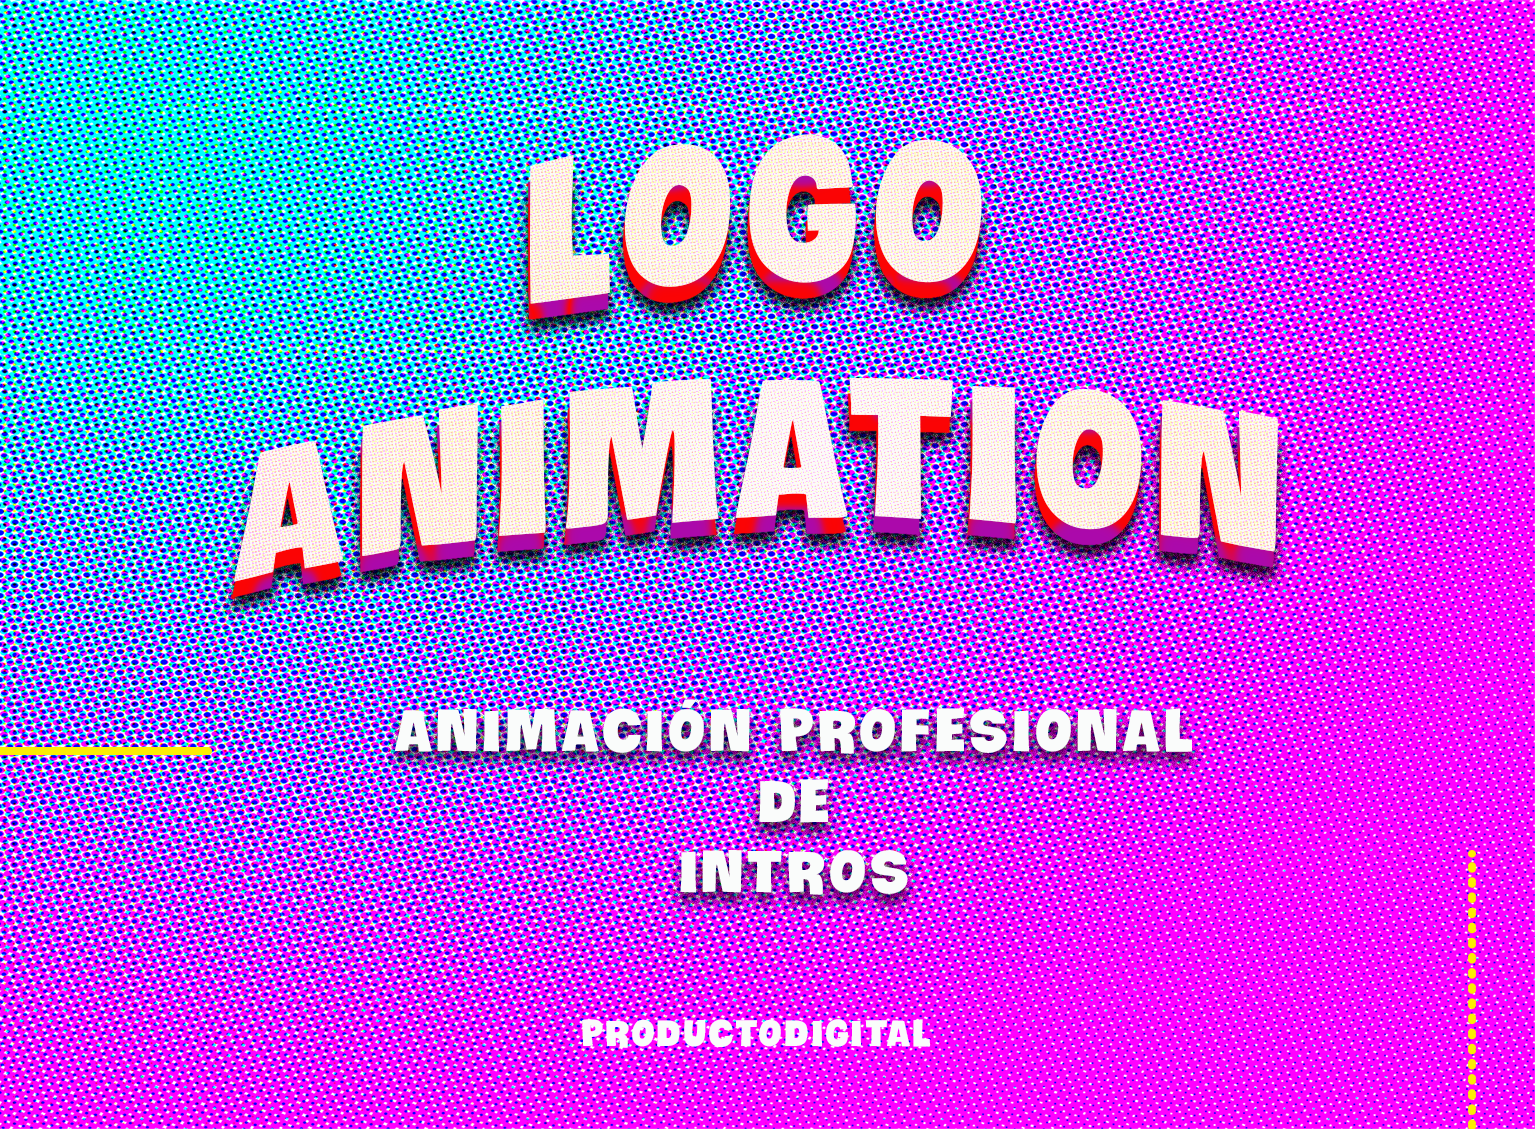 LOGO
ANIMATION
ANIMACIÓN PROFESIONAL
DE
INTROS
PRODUCTODIGITAL